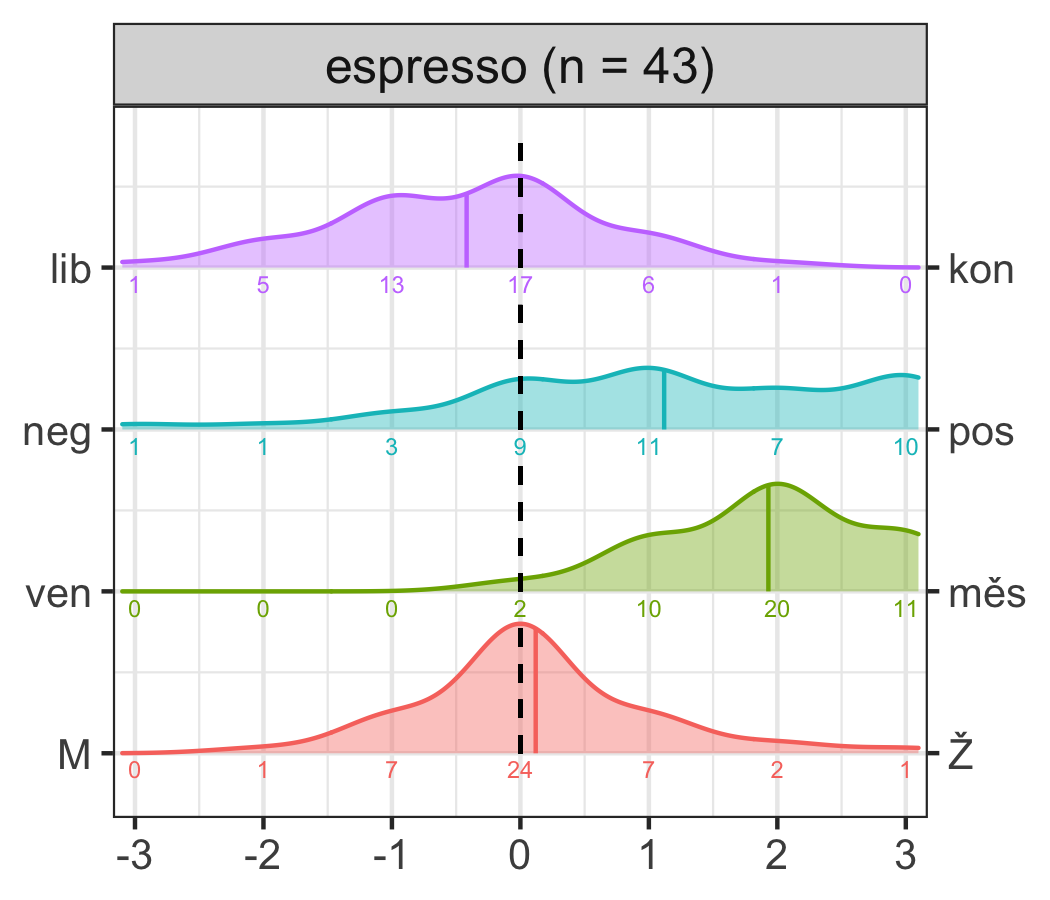 espresso (n = 43)
lib kon
1 5 13 17 6 1 0
neg pos
1 1 3 9 11 7 10
ven měs
0 0 0 2 10 20 11
M Ž
0 1 7 24 7 2 1
-3 -2 -1 0 1 2 3